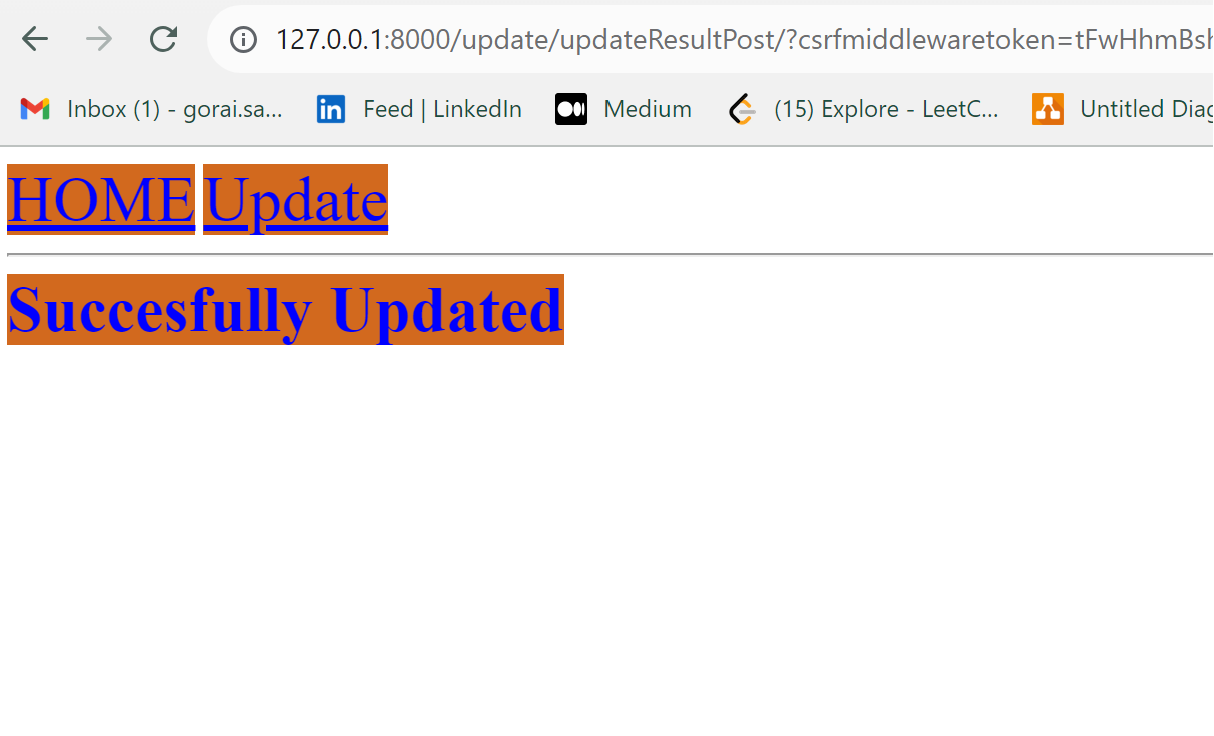 127.0.0.1:8000/update/updateResultPost/?csrfmiddlewaretoken=tFwHhmBsh
Inbox (1) - gorai.sa... Feed | LinkedIn Medium (15) Explore - LeetC... Untitled Diag
HOME Update
Succesfully Updated